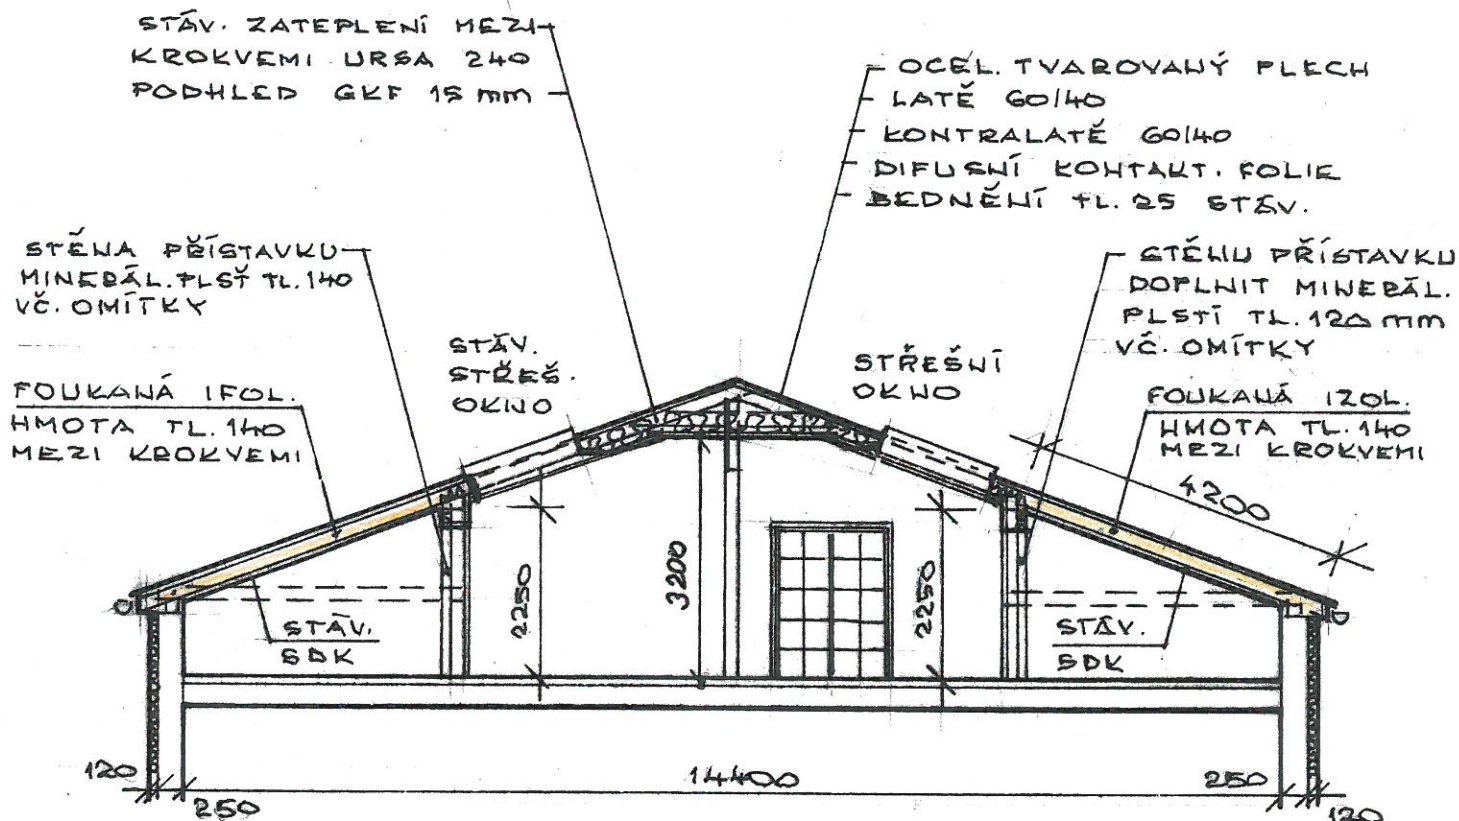 STÁV. ZATEPLENÍ MEZI
KROKVEMI URSA 240
PODHLED GKF 15 mm
OCEL. TVAROVANÝ PLECH
LATĚ 60/40
KONTRALATĚ 60/40
DIFUSNÍ KONTAKT. FOLIE
BEDNĚNÍ TL. 25 STÁV.
STĚNA PŘÍSTAVKU
MINERÁL. PLSŤ TL. 140
VČ. OMÍTKY
STĚNU PŘÍSTAVKU
DOPLNIT MINERÁL.
PLSTÍ TL. 120 mm
VČ. OMÍTKY
STÁV.
STŘEŠ.
OKNO
STŘEŠNÍ
OKNO
FOUKANÁ IFOL.
HMOTA TL. 140
MEZI KROKVEMI
FOUKANÁ IZOL.
HMOTA TL. 140
MEZI KROKVEMI
4200
2250
3200
2250
STÁV.
SDK
STÁV.
SDK
120
250
14400
250
120